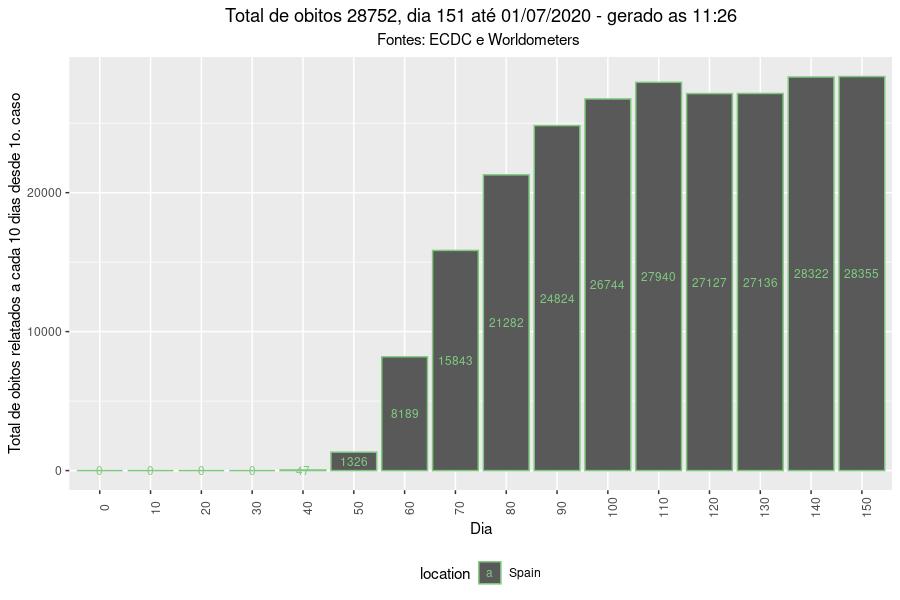 Total de obitos 28752, dia 151 até 01/07/2020 - gerado as 11:26
Fontes: ECDC e Worldometers
Total de obitos relatados a cada 10 dias desde 1o. caso
20000
10000
0
0 0 0 0 47 1326 8189 15843 21282 24824 26744 27940 27127 27136 28322 28355
0 10 20 30 40 50 60 70 80 90 100 110 120 130 140 150
Dia
location a Spain